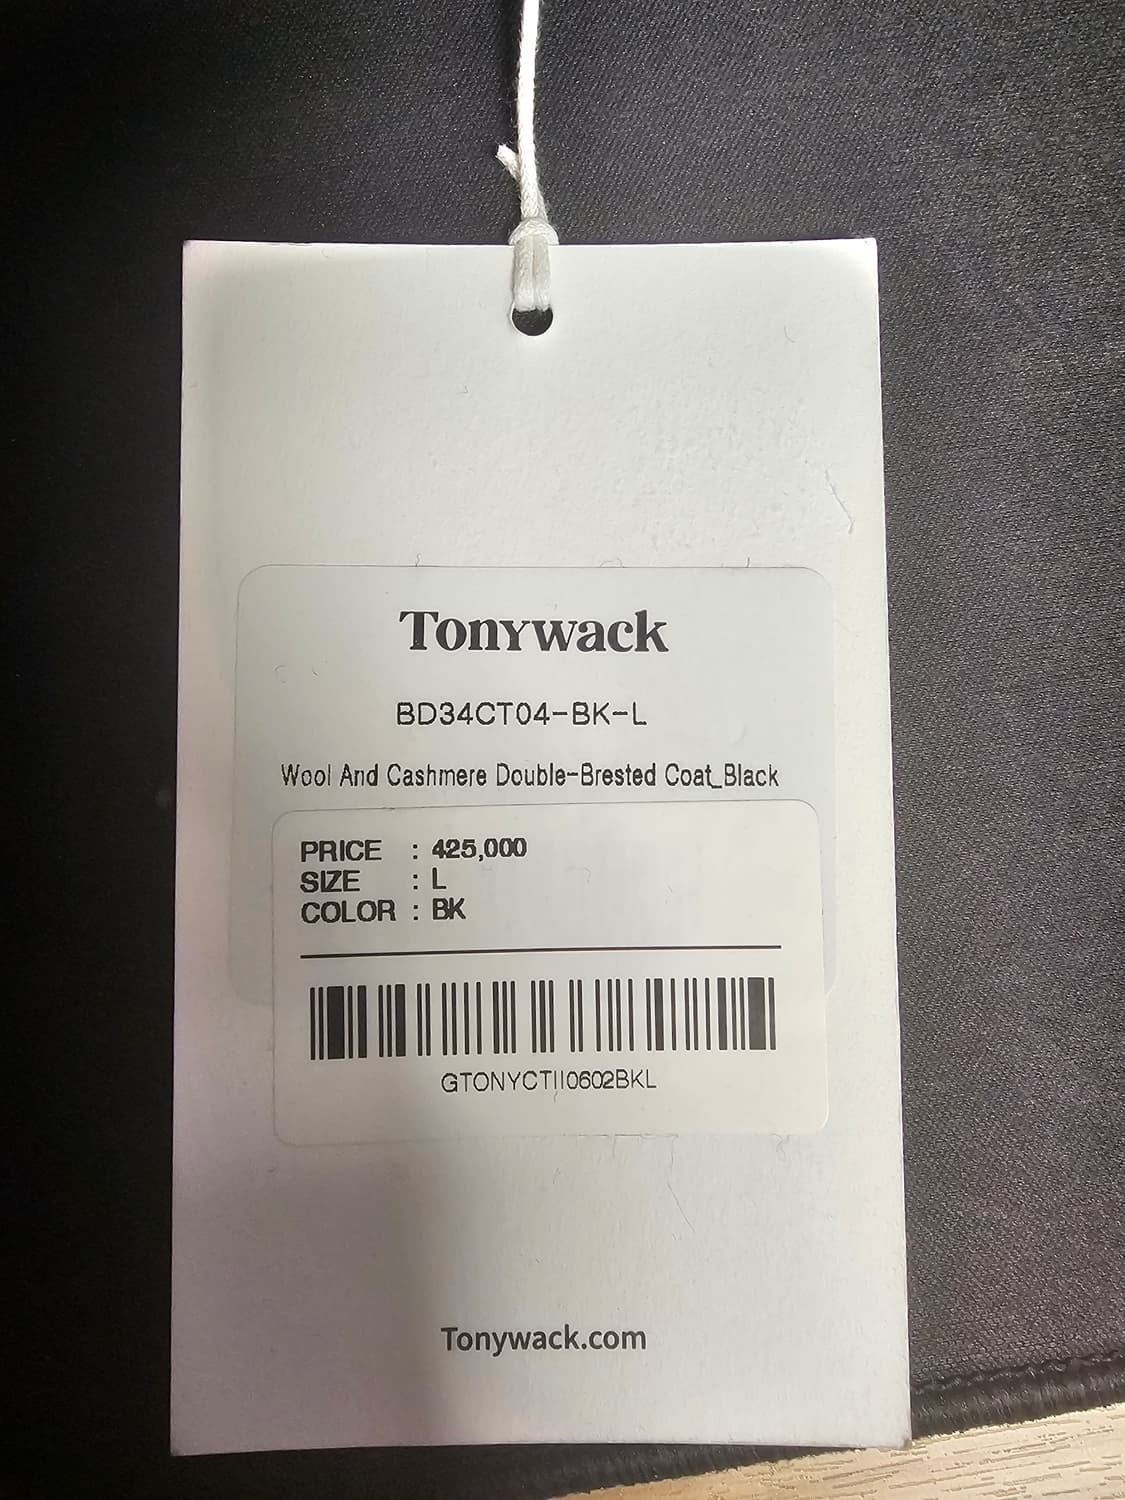 Tonywack
BD34CT04-BK-L
Wool And Cashmere Double-Brested Coat_Black
PRICE : 425,000
SIZE : L
COLOR : BK
GTONYCTII0602BKL
Tonywack.com